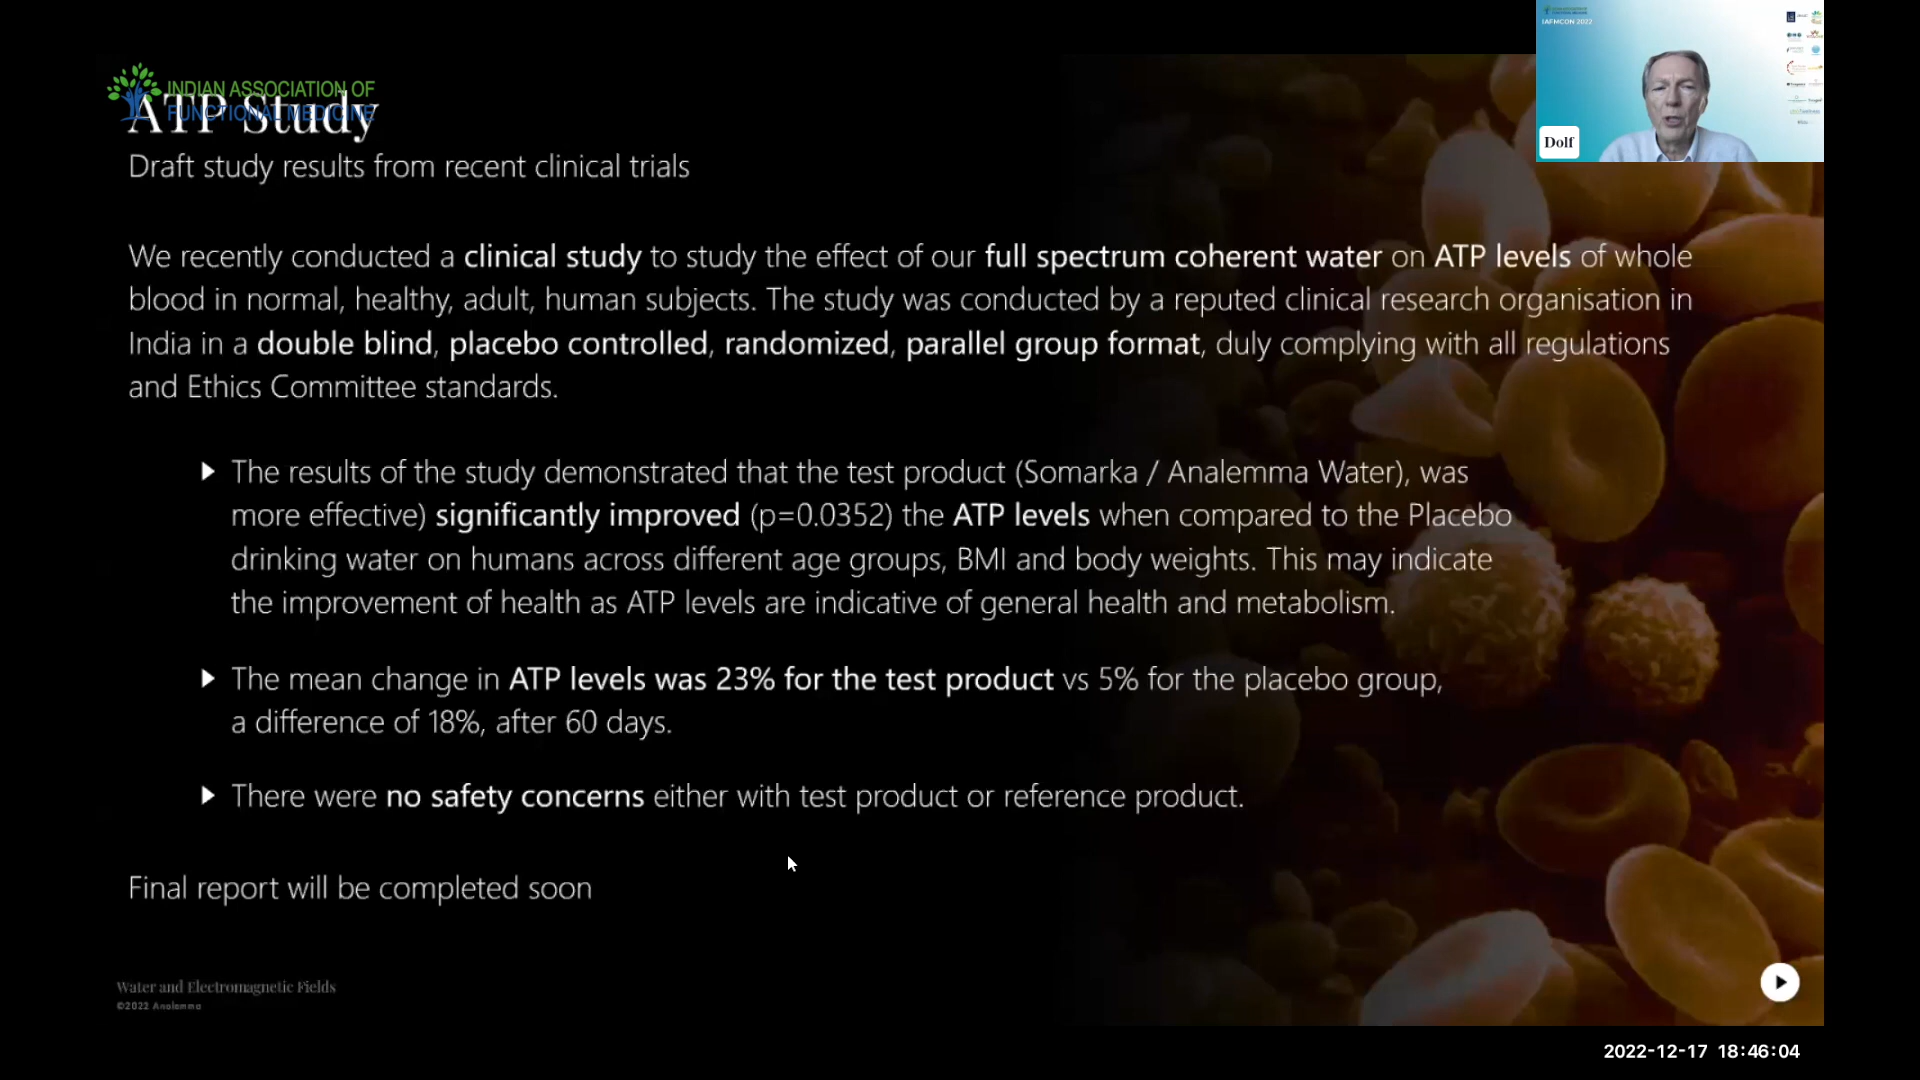 IAFMCON 2022
Dolf
INDIAN ASSOCIATION OF
FUNCTIONAL MEDICINE
ATP Study
Draft study results from recent clinical trials
We recently conducted a clinical study to study the effect of our full spectrum coherent water on ATP levels of whole
blood in normal, healthy, adult, human subjects. The study was conducted by a reputed clinical research organisation in
India in a double blind, placebo controlled, randomized, parallel group format, duly complying with all regulations
and Ethics Committee standards.
The results of the study demonstrated that the test product (Somarka / Analemma Water), was
more effective) significantly improved (p=0.0352) the ATP levels when compared to the Placebo
drinking water on humans across different age groups, BMI and body weights. This may indicate
the improvement of health as ATP levels are indicative of general health and metabolism.
The mean change in ATP levels was 23% for the test product vs 5% for the placebo group,
a difference of 18%, after 60 days.
There were no safety concerns either with test product or reference product.
Final report will be completed soon
Water and Electromagnetic Fields
©2022 Analemma
2022-12-17 18:46:04